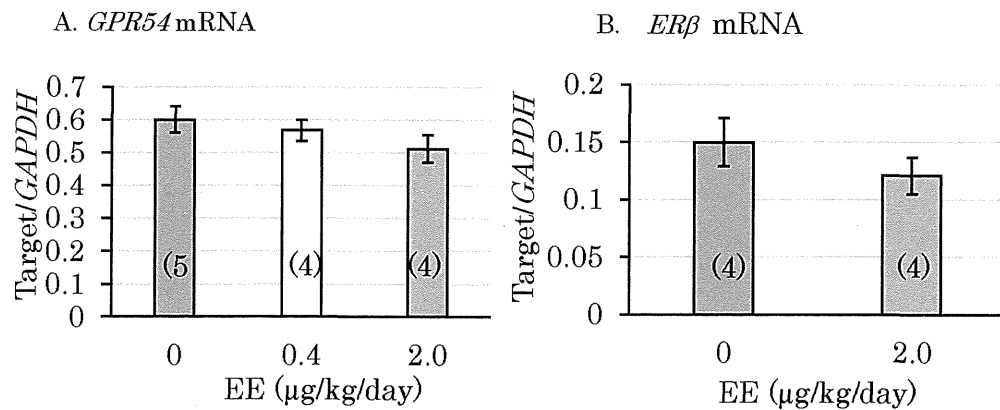 A. GPR54 mRNA
Target/GAPDH
0.7
0.6
0.5
0.4
0.3
0.2
0.1
0
(5
(4)
(4)
0 0.4 2.0
EE (μg/kg/day)
B. ERβ mRNA
Target/GAPDH
0.2
0.15
0.1
0.05
0
(4)
(4)
0 2.0
EE (μg/kg/day)